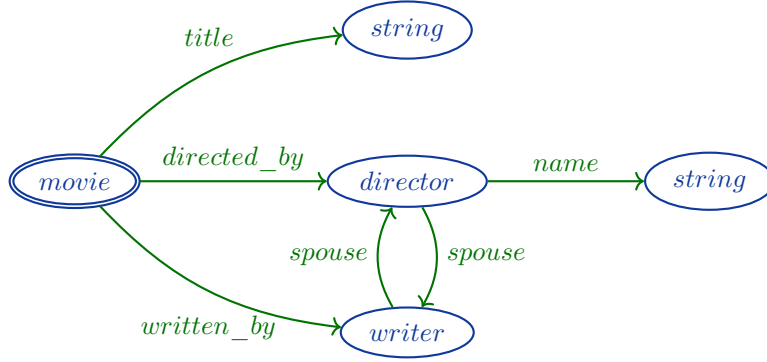 title
string
movie
directed_by
director
name
string
spouse
spouse
written_by
writer